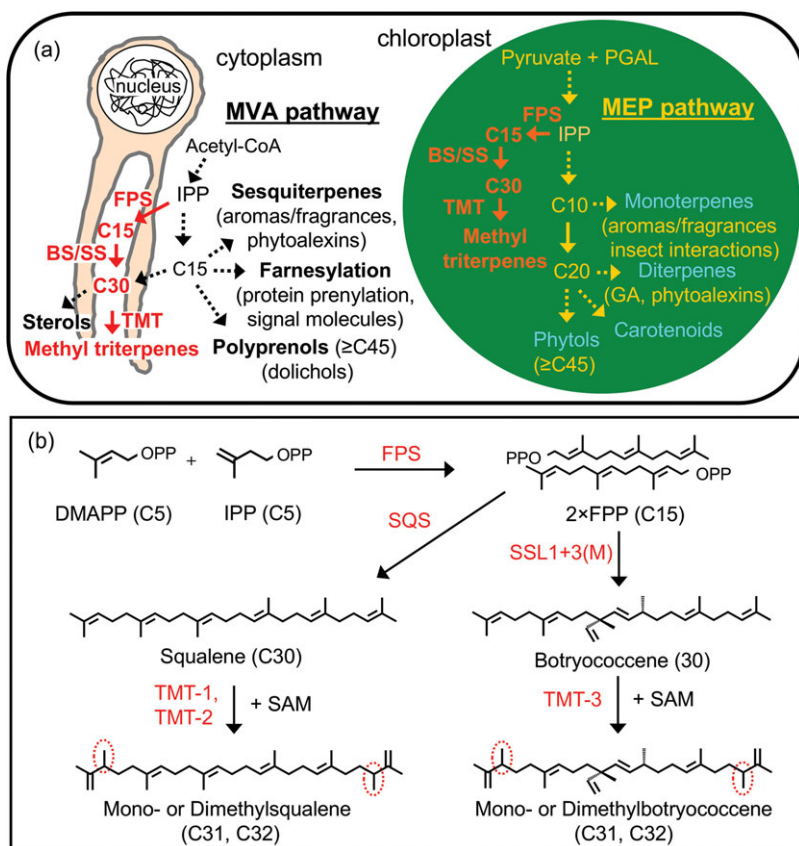 (a)
nucleus
cytoplasm
MVA pathway
Acetyl-CoA
FPS
IPP
C15
BS/SS
C30
TMT
Sterols
Methyl triterpenes
C15
Sesquiterpenes
(aromas/fragrances,
phytoalexins)
Farnesylation
(protein prenylation,
signal molecules)
Polyprenols (≥C45)
(dolichols)
chloroplast
Pyruvate + PGAL
MEP pathway
FPS
IPP
C15
BS/SS
C30
TMT
Methyl
triterpenes
C10
Monoterpenes
(aromas/fragrances
insect interactions)
C20
Diterpenes
(GA, phytoalexins)
Carotenoids
Phytols
(≥C45)
(b)
OPP
+
OPP
FPS
PPO
OPP
DMAPP (C5)
IPP (C5)
2×FPP (C15)
SQS
SSL1+3(M)
Squalene (C30)
Botryococcene (30)
TMT-1,
TMT-2
+ SAM
TMT-3
+ SAM
Mono- or Dimethylsqualene
(C31, C32)
Mono- or Dimethylbotryococcene
(C31, C32)